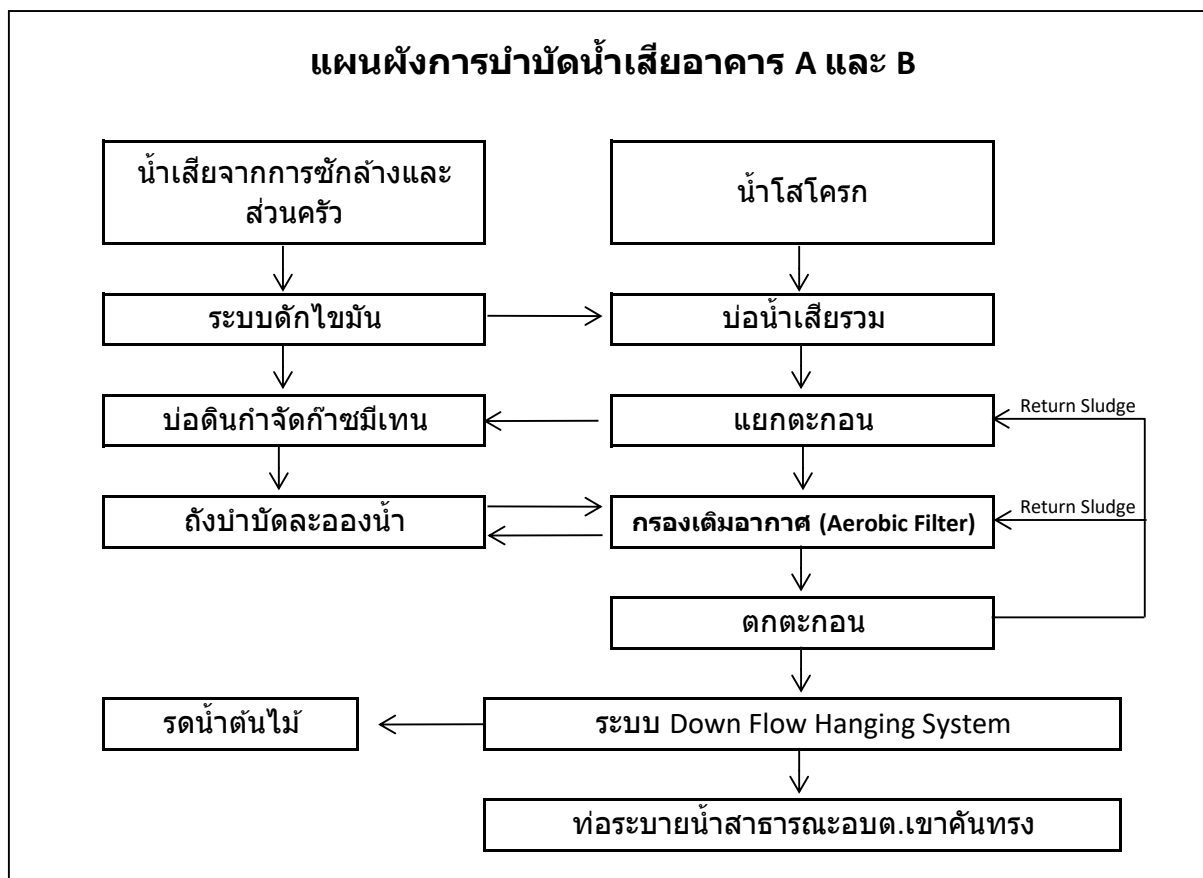 แผนผังการบำบัดน้ำเสียอาคาร A และ B
น้ำเสียจากการซักล้างและ
ส่วนครัว
น้ำโสโครก
ระบบดักไขมัน
บ่อน้ำเสียรวม
บ่อดินกำจัดก๊าซมีเทน
แยกตะกอน
Return Sludge
ถังบำบัดละอองน้ำ
กรองเติมอากาศ (Aerobic Filter)
Return Sludge
ตกตะกอน
รดน้ำต้นไม้
ระบบ Down Flow Hanging System
ท่อระบายน้ำสาธารณะอบต.เขาคันทรง